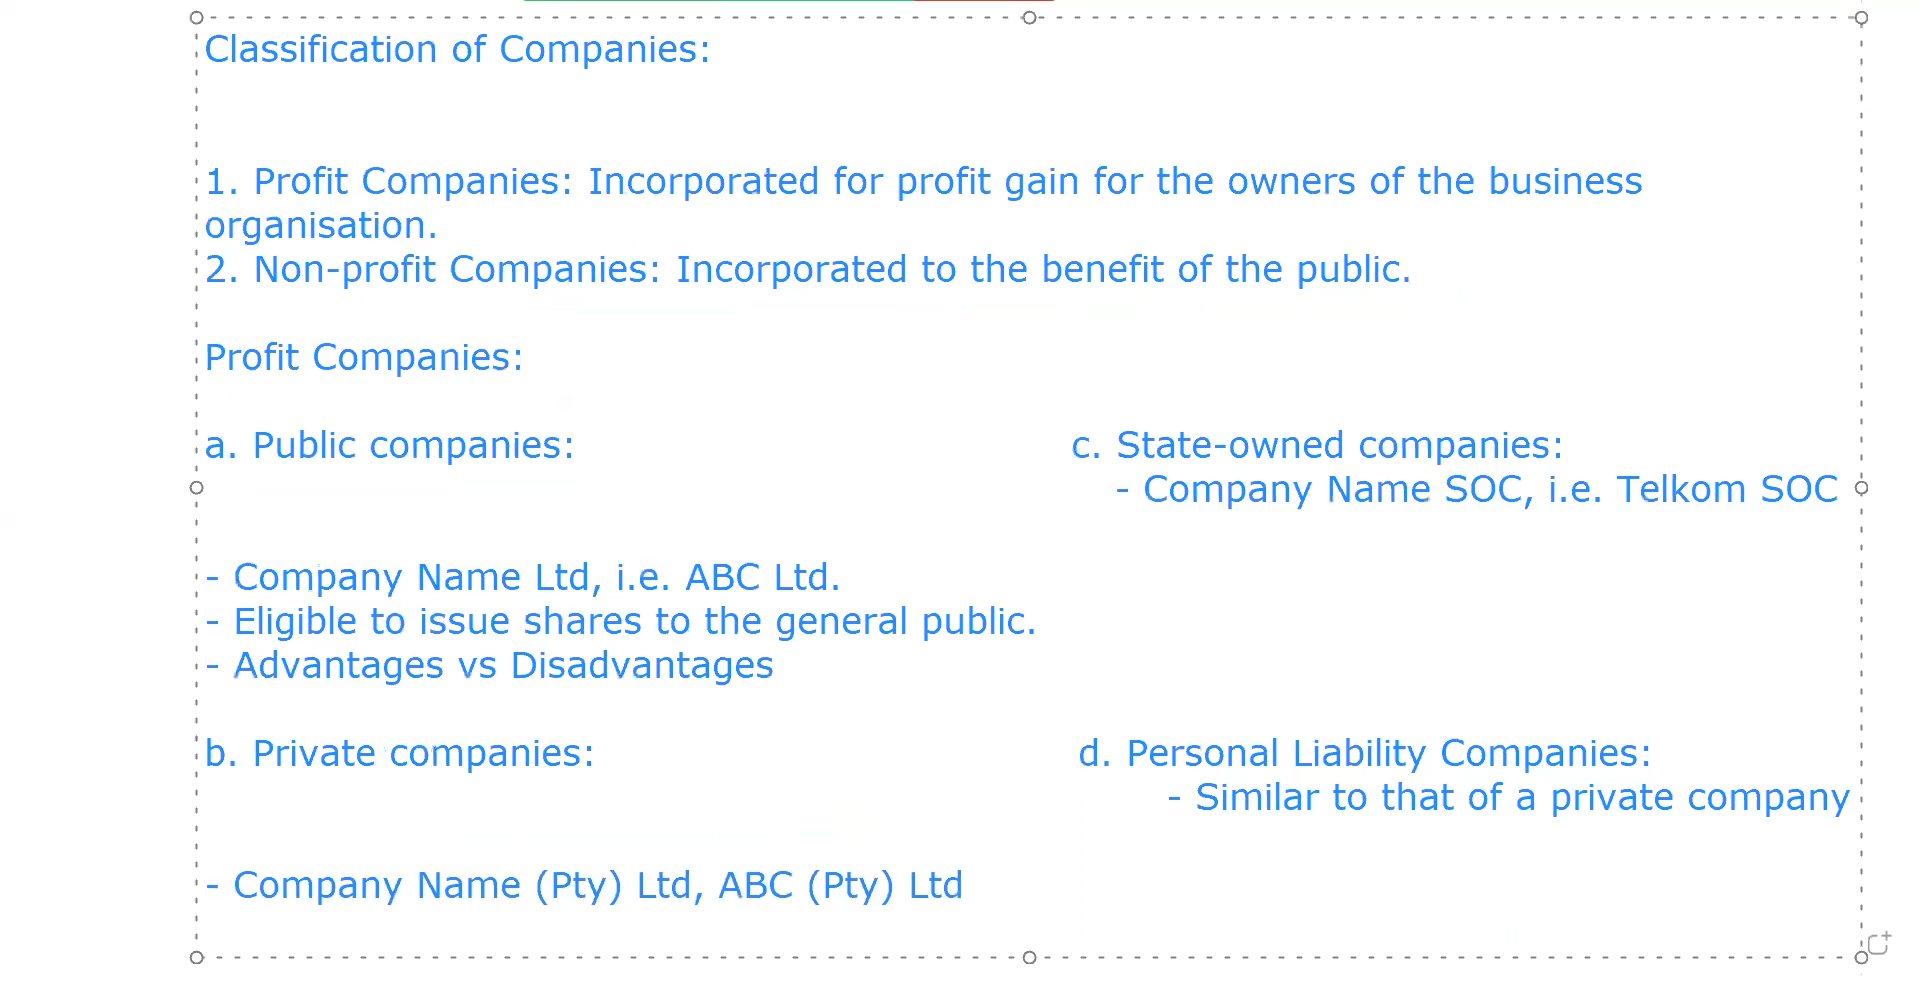 Classification of Companies:
1. Profit Companies: Incorporated for profit gain for the owners of the business
organisation.
2. Non-profit Companies: Incorporated to the benefit of the public.
Profit Companies:
a. Public companies:
- Company Name Ltd, i.e. ABC Ltd.
- Eligible to issue shares to the general public.
- Advantages vs Disadvantages
b. Private companies:
- Company Name (Pty) Ltd, ABC (Pty) Ltd
c. State-owned companies:
- Company Name SOC, i.e. Telkom SOC
d. Personal Liability Companies:
- Similar to that of a private company